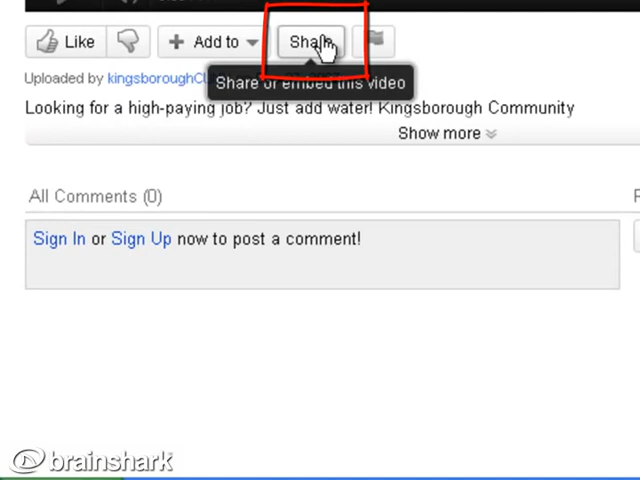 Like Add to Share
Share or embed this video
Uploaded by
Looking for a high-paying job? Just add water! Kingsborough Community
Show more
All Comments (0)
Sign In or Sign Up now to post a comment!
brainshark